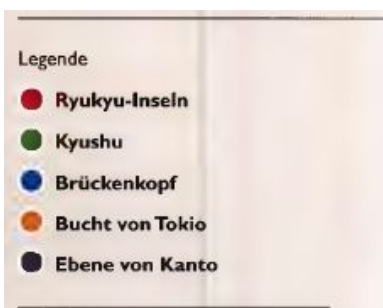 Legende
Ryukyu-Inseln
Kyushu
Brückenkopf
Bucht von Tokio
Ebene von Kanto